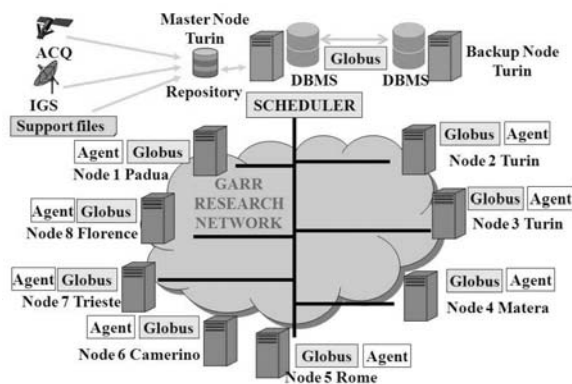 Master Node
Turin
ACQ
IGS
Support files
Repository
DBMS
Globus
DBMS
Backup Node
Turin
SCHEDULER
Agent Globus
Node 1 Padua
Globus Agent
Node 2 Turin
GARR
RESEARCH
NETWORK
Agent Globus
Node 8 Florence
Globus Agent
Node 3 Turin
Agent Globus
Node 7 Trieste
Globus Agent
Node 4 Matera
Agent Globus
Node 6 Camerino
Globus Agent
Node 5 Rome